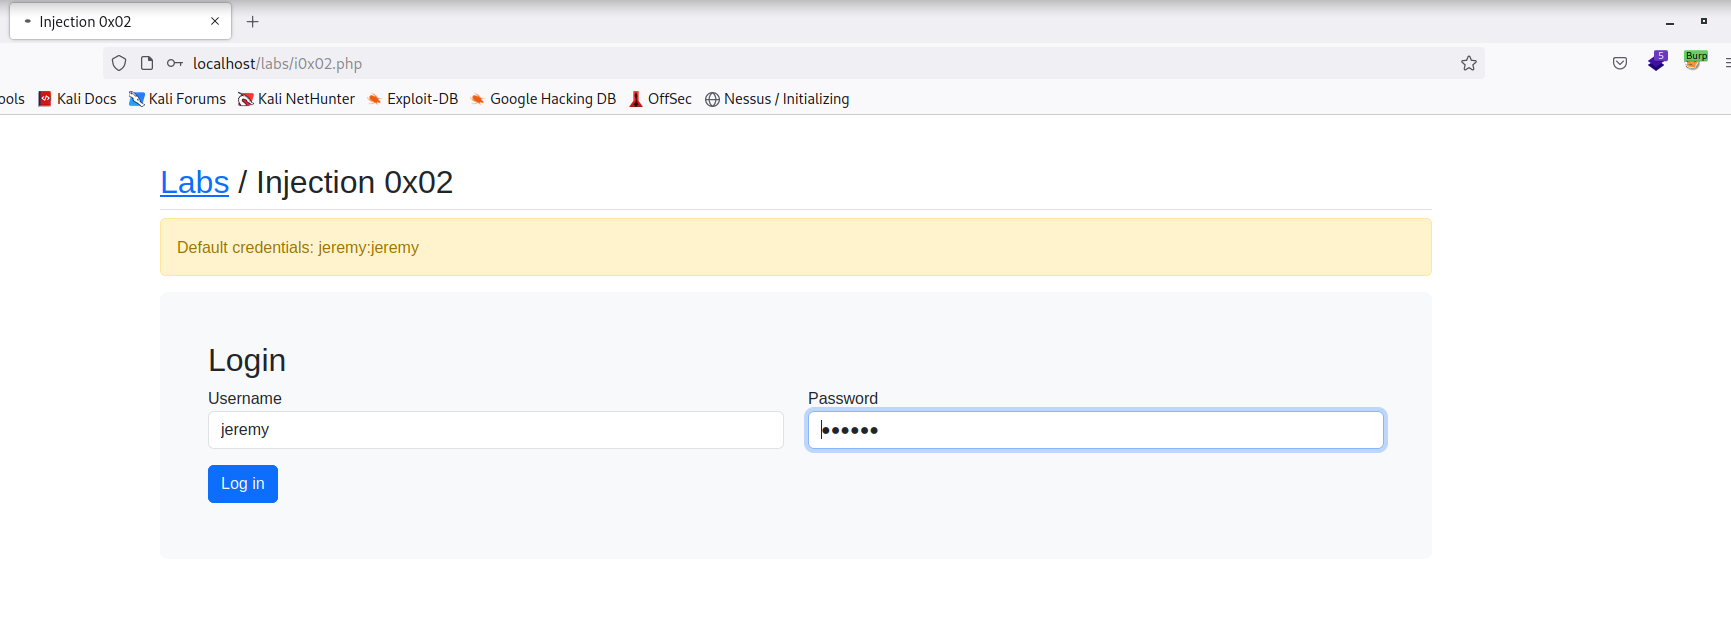 Injection 0x02
localhost/labs/i0x02.php
5
Burp
ools Kali Docs Kali Forums Kali NetHunter Exploit-DB Google Hacking DB OffSec Nessus / Initializing
Labs / Injection 0x02
Default credentials: jeremy:jeremy
Login
Username Password
jeremy ••••••
Log in